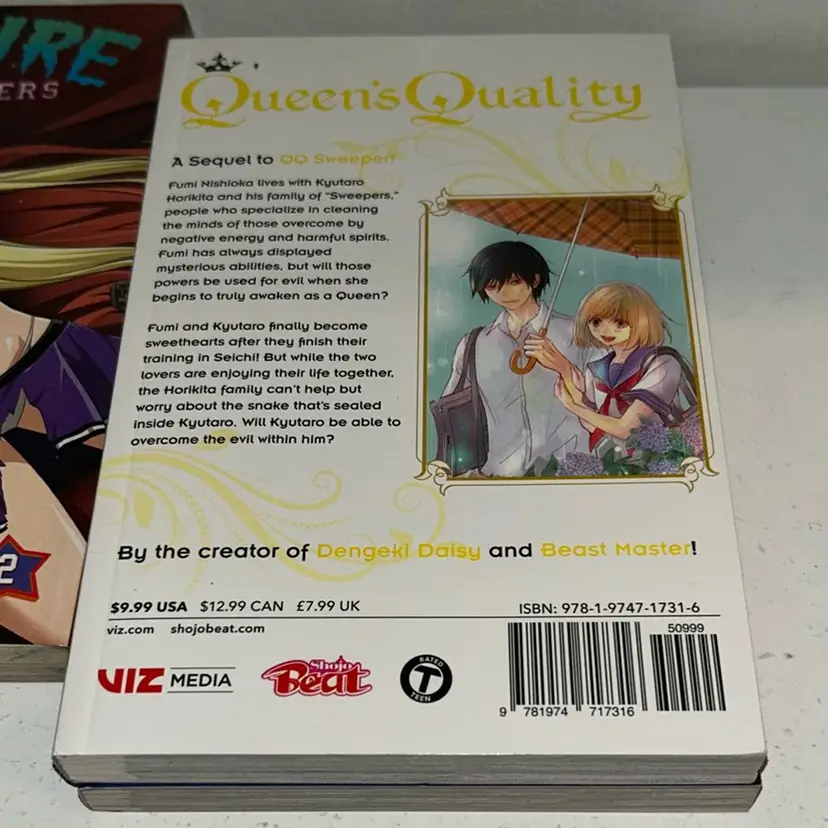 IRE
ERS
2
Queen's Quality
A Sequel to QQ Sweeper!
Fumi Nishioka lives with Kyutaro
Horikita and his family of "Sweepers,"
people who specialize in cleaning
the minds of those overcome by
negative energy and harmful spirits.
Fumi has always displayed
mysterious abilities, but will those
powers be used for evil when she
begins to truly awaken as a Queen?
Fumi and Kyutaro finally become
sweethearts after they finish their
training in Seichi! But while the two
lovers are enjoying their life together,
the Horikita family can't help but
worry about the snake that's sealed
inside Kyutaro. Will Kyutaro be able to
overcome the evil within him?
By the creator of Dengeki Daisy and Beast Master!
$9.99 USA $12.99 CAN £7.99 UK
ISBN: 978-1-9747-1731-6
viz.com shojobeat.com
50999
VIZ MEDIA
Shojo
Beat
RATED
T
TEEN
9 781974 717316